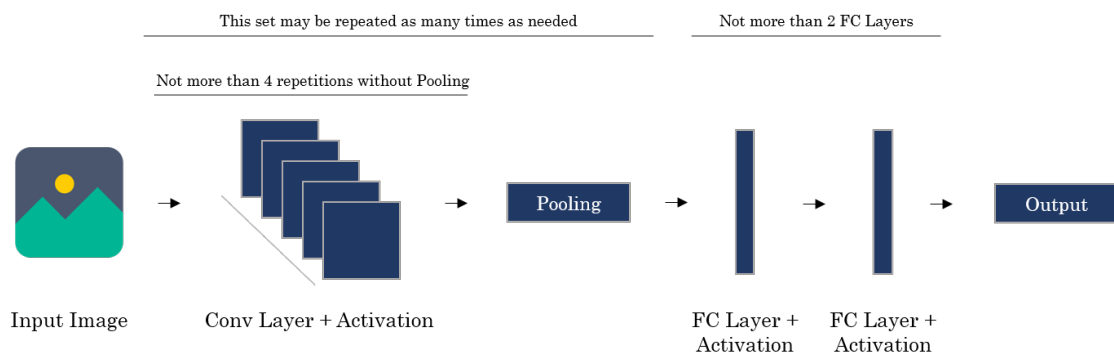 This set may be repeated as many times as needed
Not more than 2 FC Layers
Not more than 4 repetitions without Pooling
Pooling
Output
Input Image
Conv Layer + Activation
FC Layer +
Activation
FC Layer +
Activation